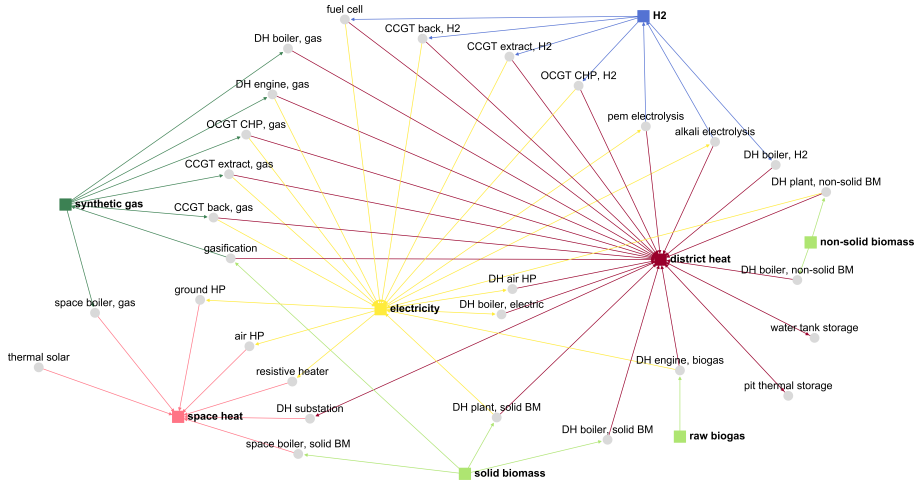 fuel cell
H2
CCGT back, H2
DH boiler, gas
CCGT extract, H2
OCGT CHP, H2
DH engine, gas
pem electrolysis
OCGT CHP, gas
alkali electrolysis
DH boiler, H2
CCGT extract, gas
DH plant, non-solid BM
synthetic gas
CCGT back, gas
non-solid biomass
gasification
district heat
DH boiler, non-solid BM
DH air HP
ground HP
space boiler, gas
DH boiler, electric
electricity
water tank storage
air HP
thermal solar
DH engine, biogas
resistive heater
pit thermal storage
DH substation
DH plant, solid BM
space heat
DH boiler, solid BM
raw biogas
space boiler, solid BM
solid biomass